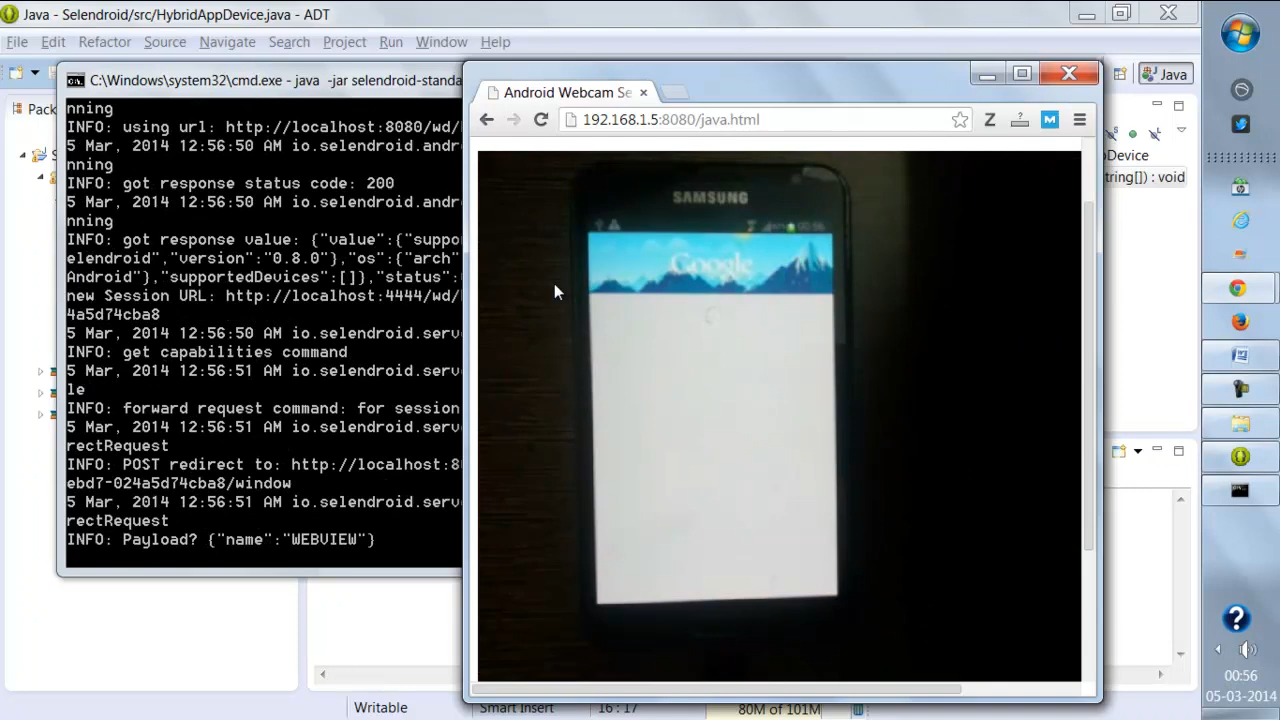 Java - Selendroid/src/HybridAppDevice.java - ADT
File Edit Refactor Source Navigate Search Project Run Window Help
C:\Windows\system32\cmd.exe - java -jar selendroid-standa
nning
INFO: using url: http://localhost:8080/wd/
5 Mar, 2014 12:56:50 AM io.selendroid.andr
nning
INFO: got response status code: 200
5 Mar, 2014 12:56:50 AM io.selendroid.andr
nning
INFO: got response value: {"value":{"suppo
elendroid","version":"0.8.0"},"os":{"arch"
Android"},"supportedDevices":[]},"status":
new Session URL: http://localhost:4444/wd/
4a5d74cba8
5 Mar, 2014 12:56:50 AM io.selendroid.serv
INFO: get capabilities command
5 Mar, 2014 12:56:51 AM io.selendroid.serv
le
INFO: forward request command: for session
5 Mar, 2014 12:56:51 AM io.selendroid.serv
rectRequest
INFO: POST redirect to: http://localhost:8
ebd7-024a5d74cba8/window
5 Mar, 2014 12:56:51 AM io.selendroid.serv
rectRequest
INFO: Payload? {"name":"WEBVIEW"}
Android Webcam Se
192.168.1.5:8080/java.html
SAMSUNG
00:56
Google
Pack
Java
pDevice
tring[]) : void
Writable
Smart Insert
16 : 17
80M of 101M
00:56
05-03-2014